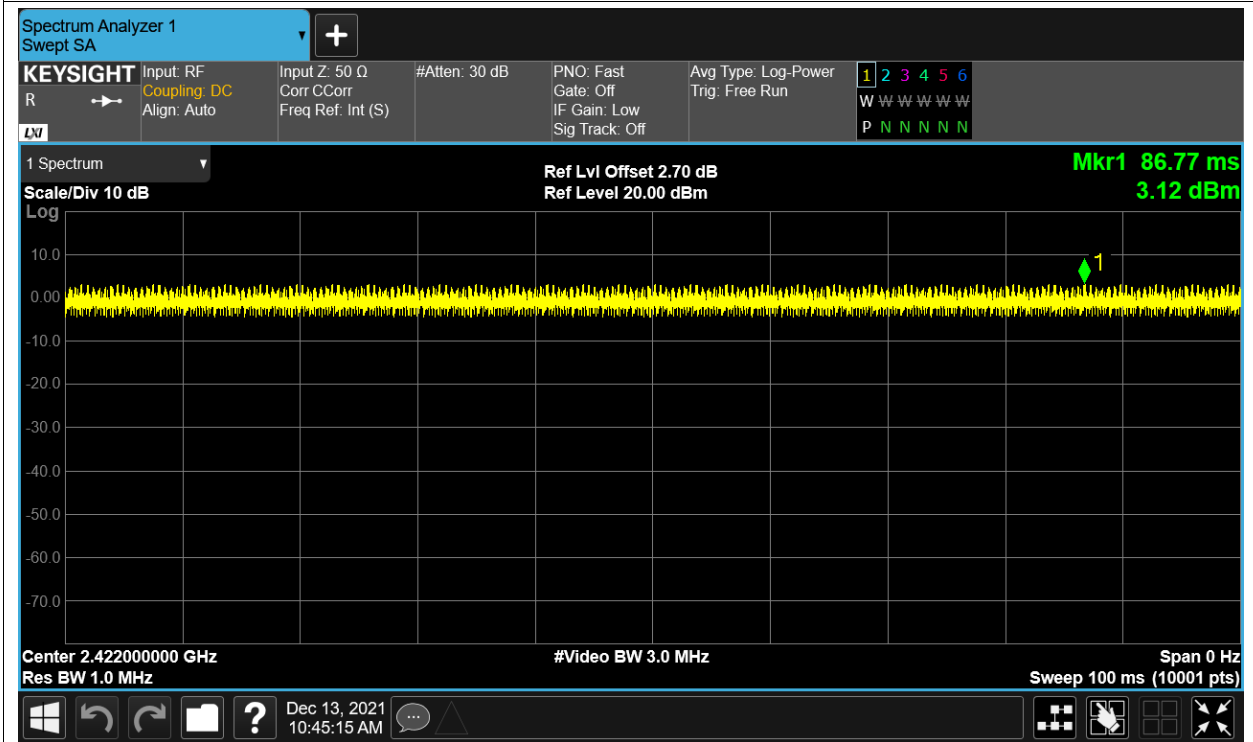 Spectrum Analyzer 1
Swept SA
KEYSIGHT
R
LXI
Input: RF
Coupling: DC
Align: Auto
Input Z: 50 Ω
Corr CCorr
Freq Ref: Int (S)
#Atten: 30 dB
PNO: Fast
Gate: Off
IF Gain: Low
Sig Track: Off
Avg Type: Log-Power
Trig: Free Run
1 2 3 4 5 6
W W W W W W
P N N N N N
1 Spectrum
Scale/Div 10 dB
Ref Lvl Offset 2.70 dB
Ref Level 20.00 dBm
Mkr1 86.77 ms
3.12 dBm
Log
10.0
1
0.00
-10.0
-20.0
-30.0
-40.0
-50.0
-60.0
-70.0
Center 2.422000000 GHz
Res BW 1.0 MHz
#Video BW 3.0 MHz
Span 0 Hz
Sweep 100 ms (10001 pts)
?
Dec 13, 2021
10:45:15 AM